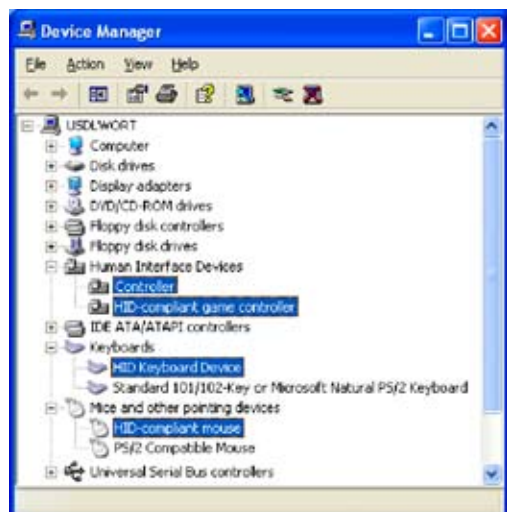 Device Manager
File Action View Help
USDLWORT
Computer
Disk drives
Display adapters
DVD/CD-ROM drives
Floppy disk controllers
Floppy disk drives
Human Interface Devices
Controller
HID-compliant game controller
IDE ATA/ATAPI controllers
Keyboards
HID Keyboard Device
Standard 101/102-Key or Microsoft Natural PS/2 Keyboard
Mice and other pointing devices
HID-compliant mouse
PS/2 Compatible Mouse
Universal Serial Bus controllers